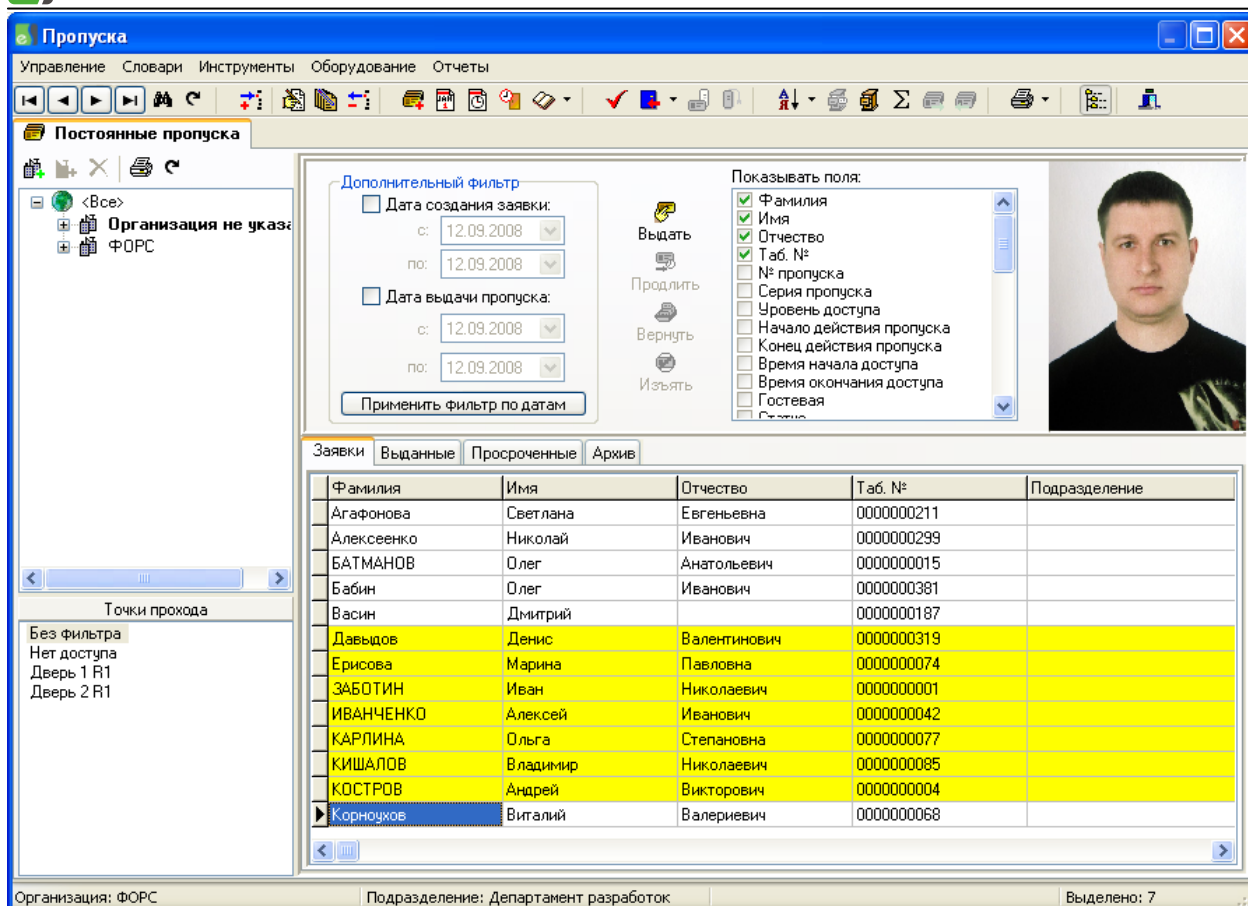 Пропуска
Управление Словари Инструменты Оборудование Отчеты
Постоянные пропуска
<Все>
Организация не указа
ФОРС
Точки прохода
Без фильтра
Нет доступа
Дверь 1 R1
Дверь 2 R1
Дополнительный фильтр
Дата создания заявки:
с: 12.09.2008
по: 12.09.2008
Дата выдачи пропуска:
с: 12.09.2008
по: 12.09.2008
Применить фильтр по датам
Выдать
Продлить
Вернуть
Изъять
Показывать поля:
Фамилия
Имя
Отчество
Таб. №
№ пропуска
Серия пропуска
Уровень доступа
Начало действия пропуска
Конец действия пропуска
Время начала доступа
Время окончания доступа
Гостевая
Статус
Заявки Выданные Просроченные Архив
Фамилия Имя Отчество Таб. № Подразделение
Агафонова Светлана Евгеньевна 0000000211
Алексеенко Николай Иванович 0000000299
БАТМАНОВ Олег Анатольевич 0000000015
Бабин Олег Иванович 0000000381
Васин Дмитрий 0000000187
Давыдов Денис Валентинович 0000000319
Ерисова Марина Павловна 0000000074
ЗАБОТИН Иван Николаевич 0000000001
ИВАНЧЕНКО Алексей Иванович 0000000042
КАРЛИНА Ольга Степановна 0000000077
КИШАЛОВ Владимир Николаевич 0000000085
КОСТРОВ Андрей Викторович 0000000004
Корноухов Виталий Валериевич 0000000068
Организация: ФОРС Подразделение: Департамент разработок Выделено: 7